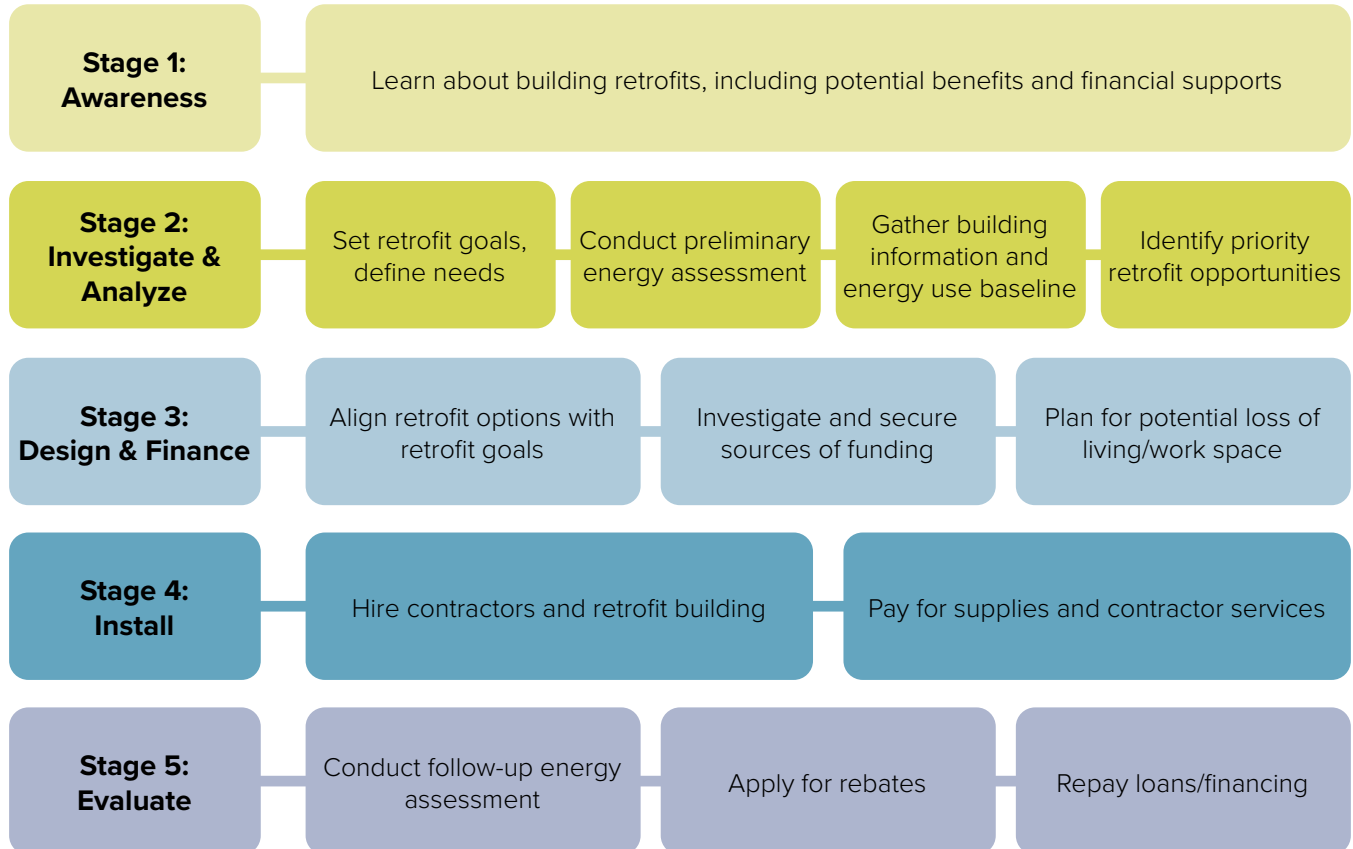 Stage 1:
Awareness
Learn about building retrofits, including potential benefits and financial supports
Stage 2:
Investigate &
Analyze
Set retrofit goals,
define needs
Conduct preliminary
energy assessment
Gather building
information and
energy use baseline
Identify priority
retrofit opportunities
Stage 3:
Design & Finance
Align retrofit options with
retrofit goals
Investigate and secure
sources of funding
Plan for potential loss of
living/work space
Stage 4:
Install
Hire contractors and retrofit building
Pay for supplies and contractor services
Stage 5:
Evaluate
Conduct follow-up energy
assessment
Apply for rebates
Repay loans/financing